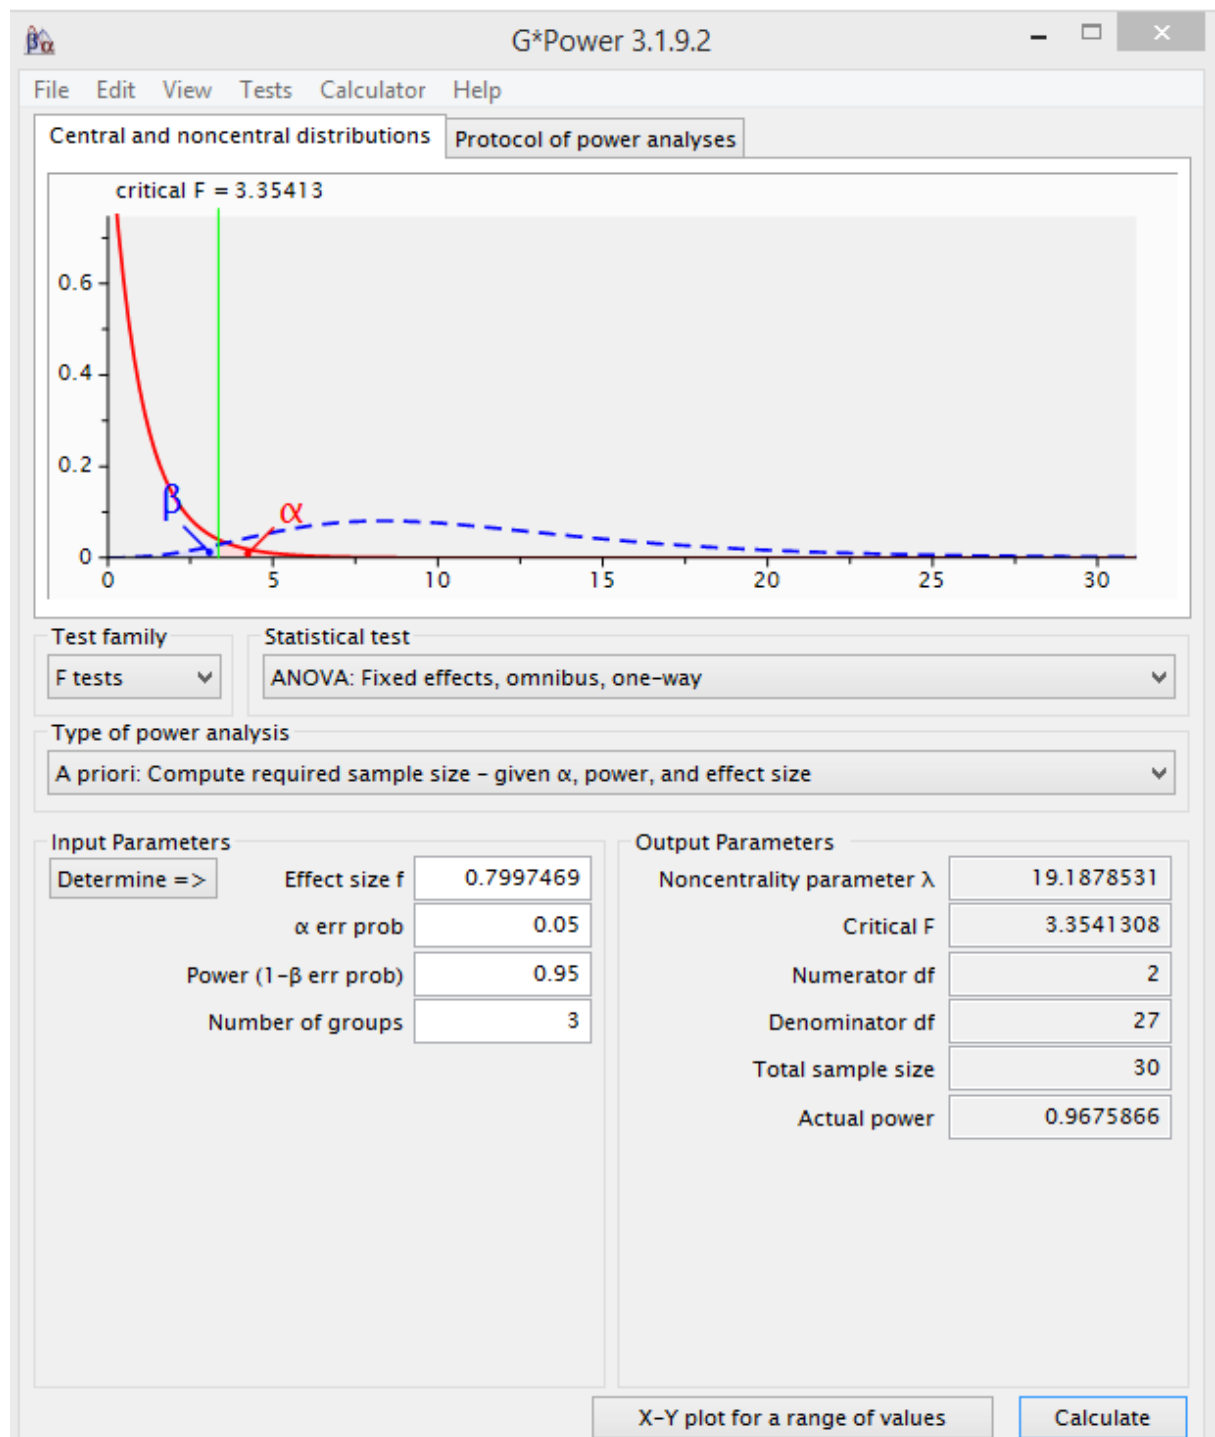 βα
G*Power 3.1.9.2
File Edit View Tests Calculator Help
Central and noncentral distributions Protocol of power analyses
critical F = 3.35413
0.6
0.4
0.2
β α
0
0 5 10 15 20 25 30
Test family Statistical test
F tests ANOVA: Fixed effects, omnibus, one-way
Type of power analysis
A priori: Compute required sample size - given α, power, and effect size
Input Parameters Output Parameters
Determine => Effect size f 0.7997469 Noncentrality parameter λ 19.1878531
α err prob 0.05 Critical F 3.3541308
Power (1-β err prob) 0.95 Numerator df 2
Number of groups 3 Denominator df 27
Total sample size 30
Actual power 0.9675866
X-Y plot for a range of values Calculate